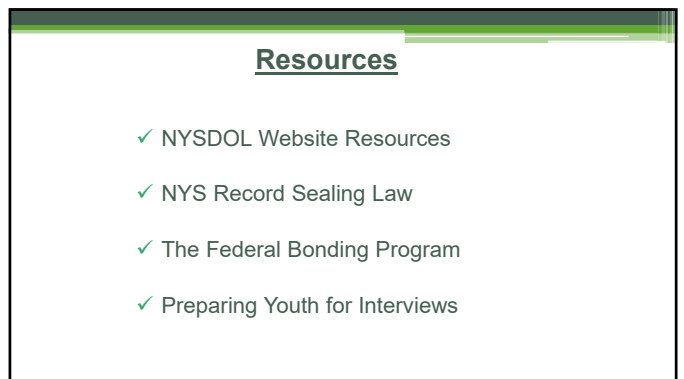 Resources
✓ NYSDOL Website Resources
✓ NYS Record Sealing Law
✓ The Federal Bonding Program
✓ Preparing Youth for Interviews